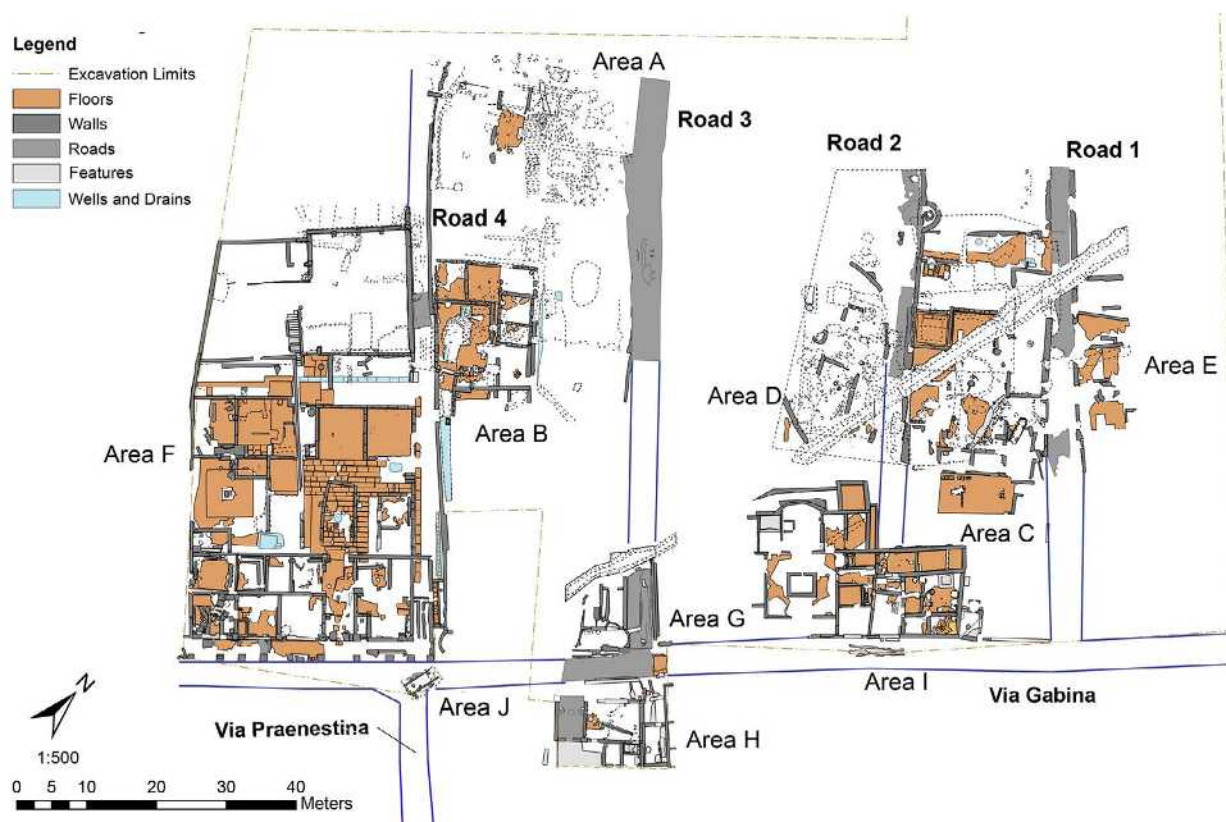 Legend
Excavation Limits
Floors
Walls
Roads
Features
Wells and Drains
Area A
Road 3
Road 2
Road 1
Road 4
Area E
Area D
Area B
Area F
Area C
Area G
Area I
Via Gabina
Area J
Via Praenestina
Area H
N
1:500
0 5 10 20 30 40
Meters